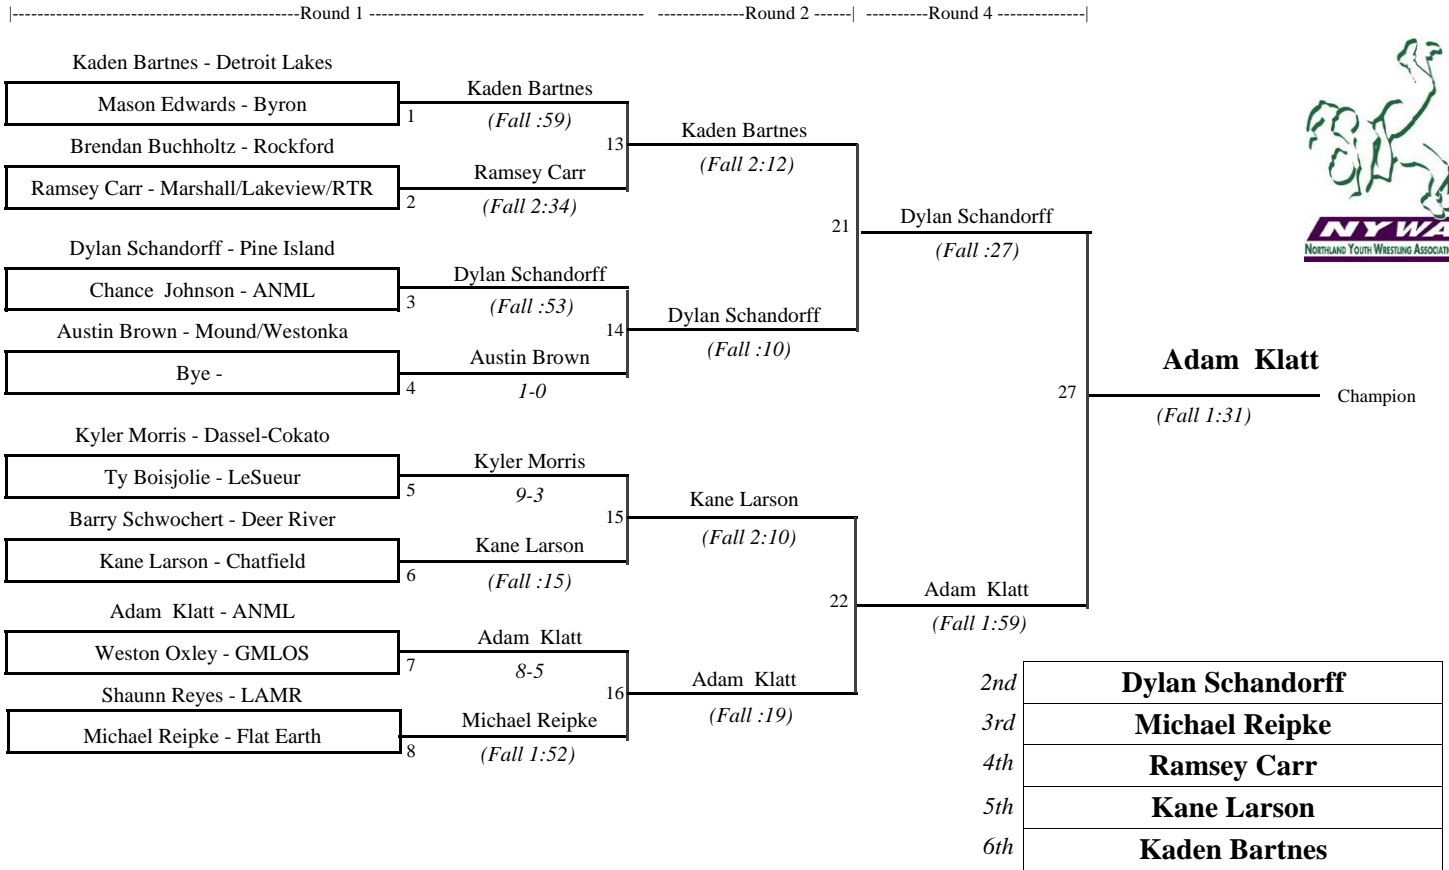 |----------------------------------------------Round 1 -------------------------------------------- --------------Round 2 ------| ----------Round 4 --------------|
Kaden Bartnes - Detroit Lakes
Mason Edwards - Byron
1
Kaden Bartnes
(Fall :59)
Brendan Buchholtz - Rockford
Ramsey Carr - Marshall/Lakeview/RTR
2
Ramsey Carr
(Fall 2:34)
13
Kaden Bartnes
(Fall 2:12)
Dylan Schandorff - Pine Island
Chance  Johnson - ANML
3
Dylan Schandorff
(Fall :53)
Austin Brown - Mound/Westonka
Bye -
4
Austin Brown
1-0
14
Dylan Schandorff
(Fall :10)
21
Dylan Schandorff
(Fall :27)
Kyler Morris - Dassel-Cokato
Ty Boisjolie - LeSueur
5
Kyler Morris
9-3
Barry Schwochert - Deer River
Kane Larson - Chatfield
6
Kane Larson
(Fall :15)
15
Kane Larson
(Fall 2:10)
Adam  Klatt - ANML
Weston Oxley - GMLOS
7
Adam  Klatt
8-5
Shaunn Reyes - LAMR
Michael Reipke - Flat Earth
8
Michael Reipke
(Fall 1:52)
16
Adam  Klatt
(Fall :19)
22
Adam  Klatt
(Fall 1:59)
27
Adam  Klatt
Champion
(Fall 1:31)
NYWA
NORTHLAND YOUTH WRESTLING
2nd Dylan Schandorff
3rd Michael Reipke
4th Ramsey Carr
5th Kane Larson
6th Kaden Bartnes